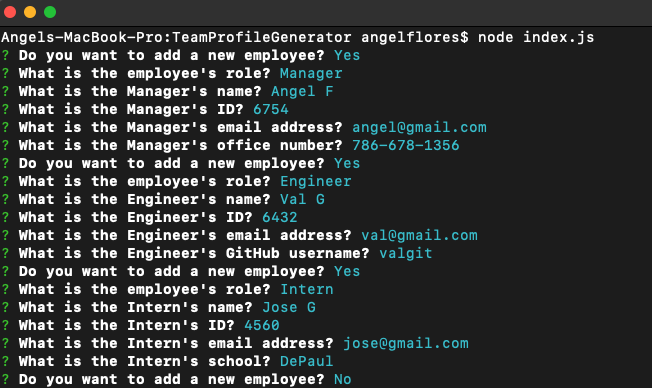 Angels-MacBook-Pro:TeamProfileGenerator angelflores$ node index.js
? Do you want to add a new employee? Yes
? What is the employee's role? Manager
? What is the Manager's name? Angel F
? What is the Manager's ID? 6754
? What is the Manager's email address? angel@gmail.com
? What is the Manager's office number? 786-678-1356
? Do you want to add a new employee? Yes
? What is the employee's role? Engineer
? What is the Engineer's name? Val G
? What is the Engineer's ID? 6432
? What is the Engineer's email address? val@gmail.com
? What is the Engineer's GitHub username? valgit
? Do you want to add a new employee? Yes
? What is the employee's role? Intern
? What is the Intern's name? Jose G
? What is the Intern's ID? 4560
? What is the Intern's email address? jose@gmail.com
? What is the Intern's school? DePaul
? Do you want to add a new employee? No